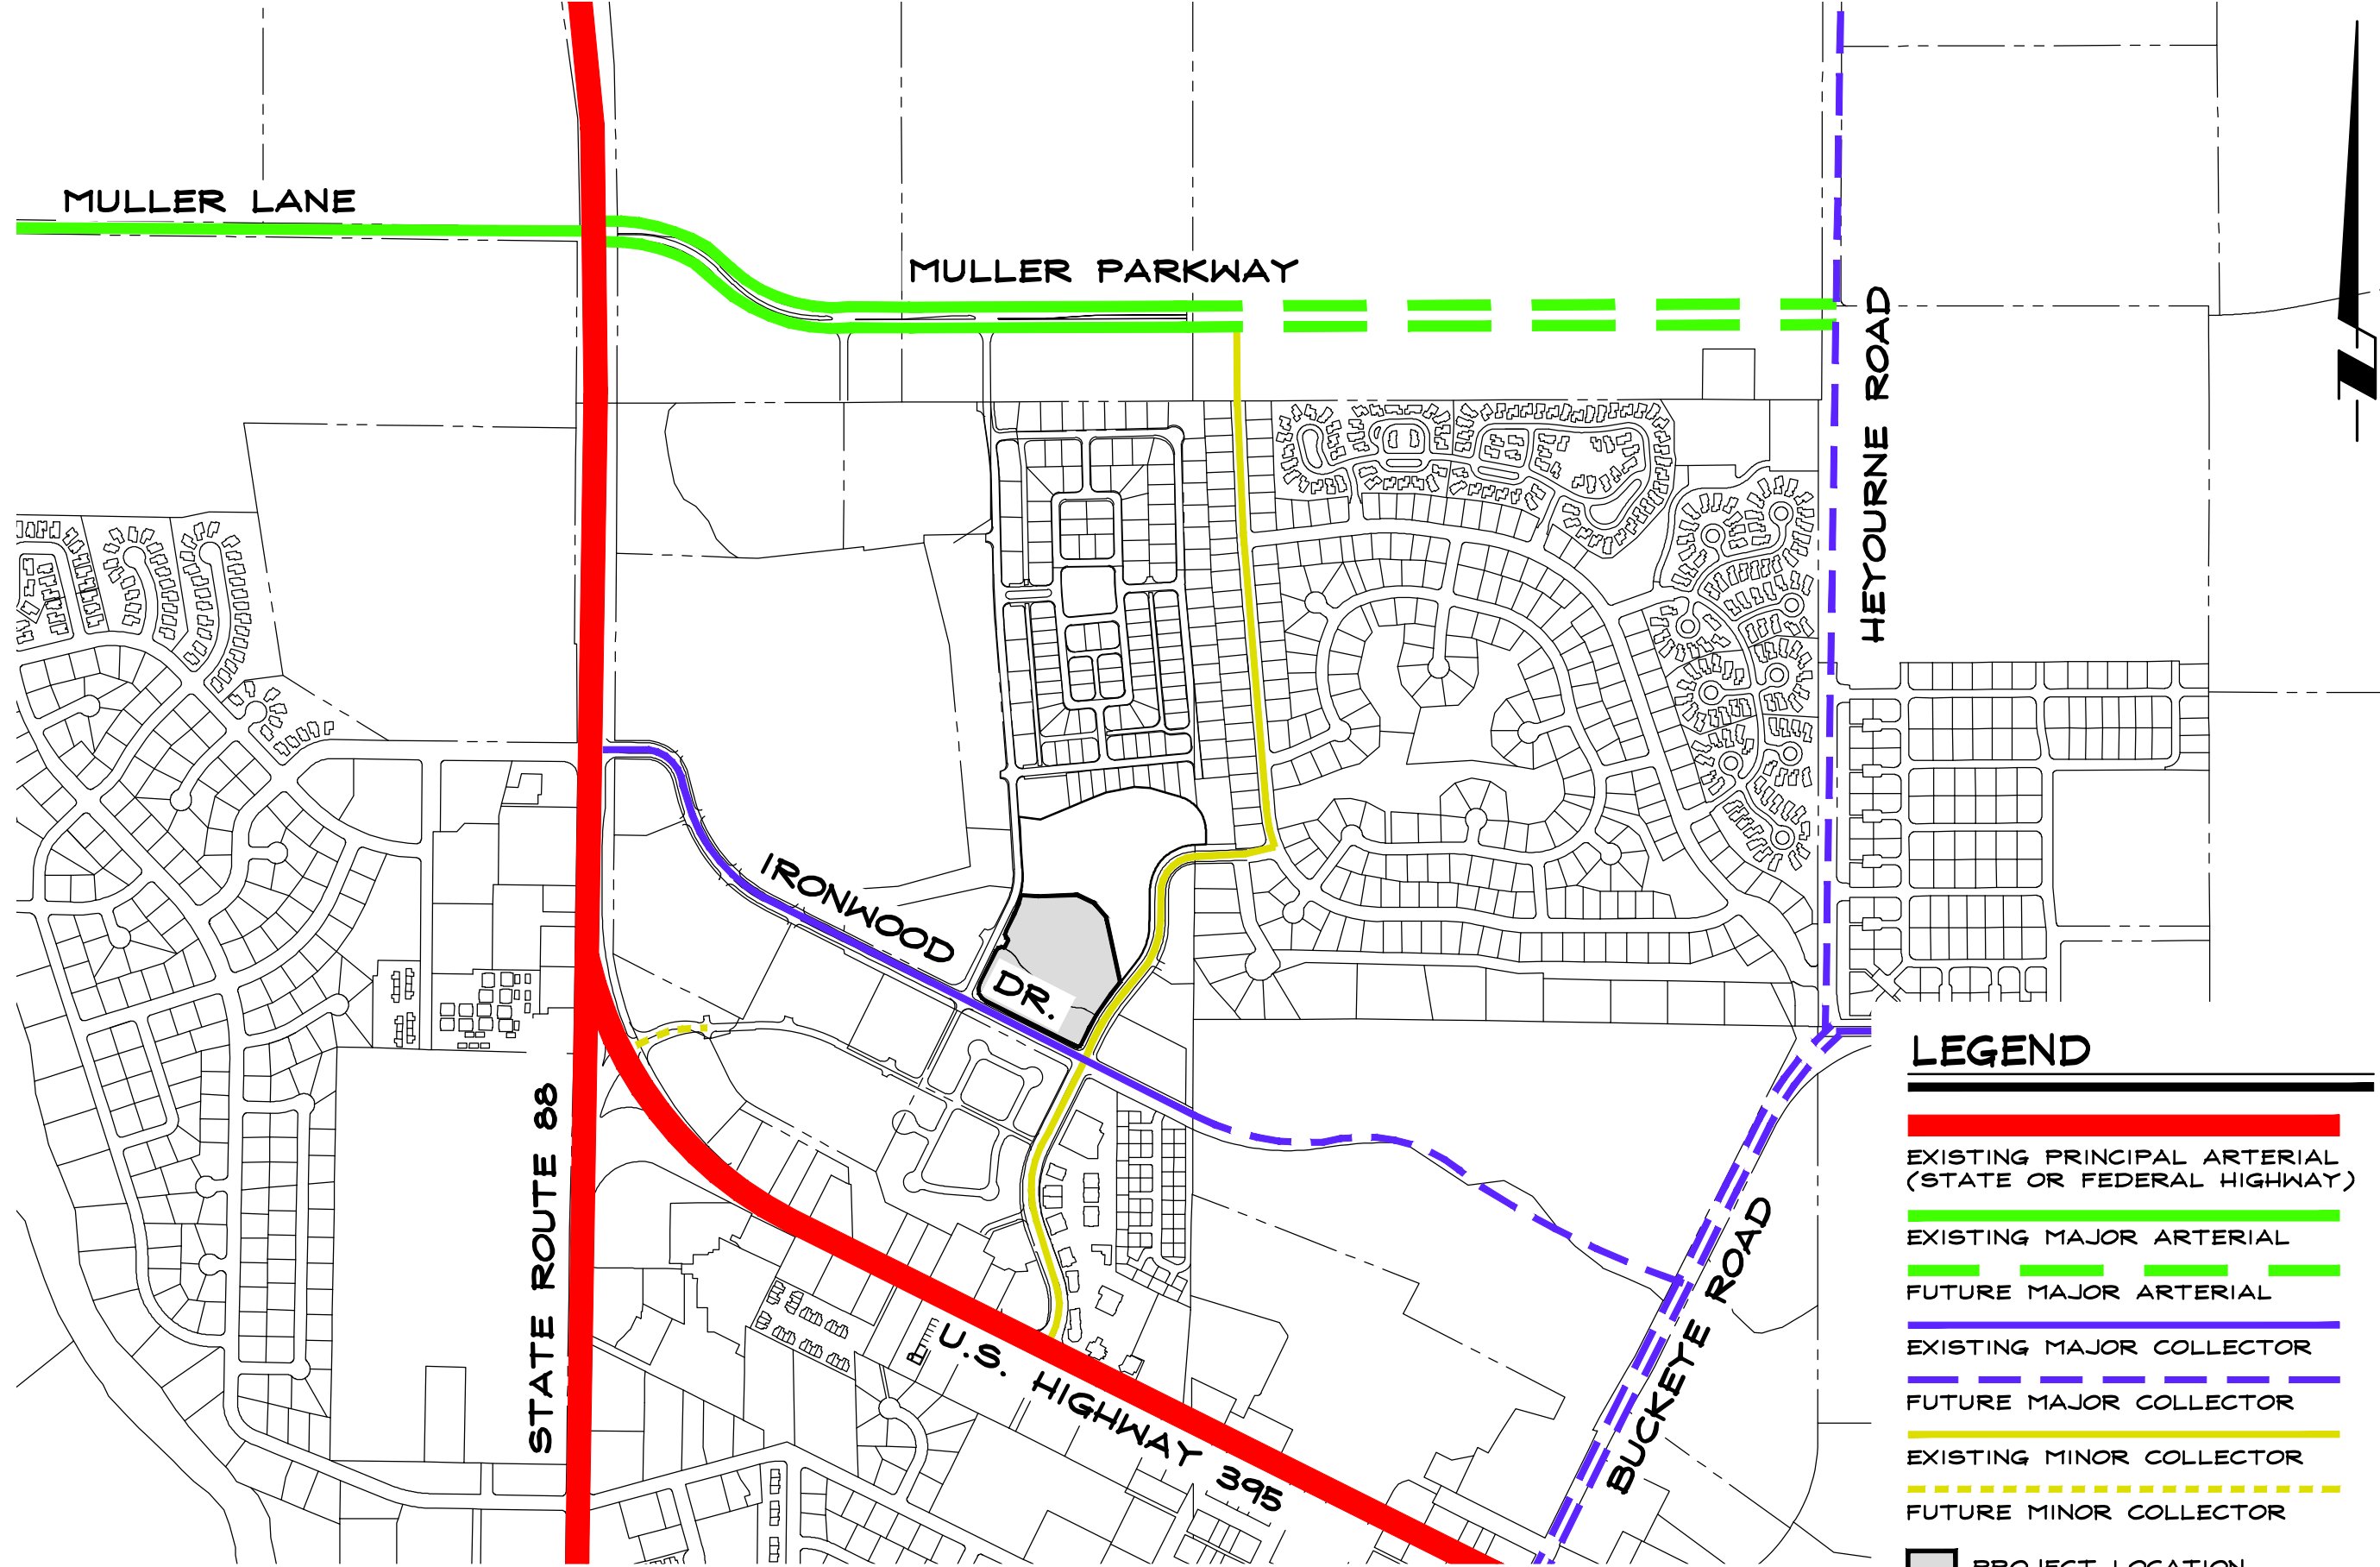 MULLER LANE
MULLER PARKWAY
HEYOURNE ROAD
IRONWOOD
DR.
STATE ROUTE 88
U.S. HIGHWAY 395
BUCKEYE ROAD
LEGEND
EXISTING PRINCIPAL ARTERIAL
(STATE OR FEDERAL HIGHWAY)
EXISTING MAJOR ARTERIAL
FUTURE MAJOR ARTERIAL
EXISTING MAJOR COLLECTOR
FUTURE MAJOR COLLECTOR
EXISTING MINOR COLLECTOR
FUTURE MINOR COLLECTOR
PROJECT LOCATION